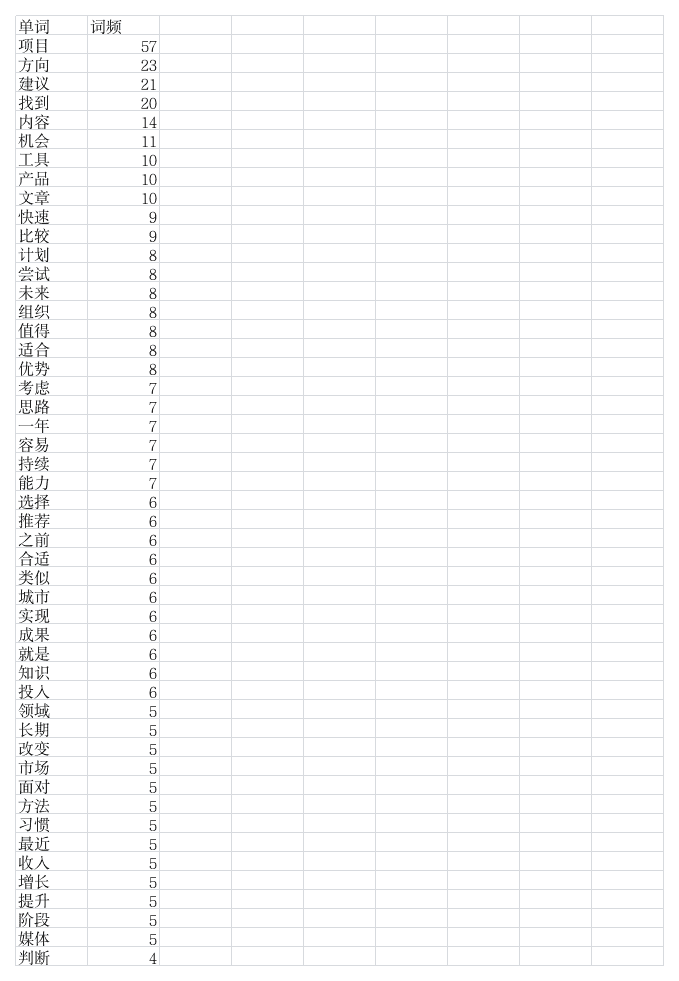 单词 词频
项目 57
方向 23
建议 21
找到 20
内容 14
机会 11
工具 10
产品 10
文章 10
快速 9
比较 9
计划 8
尝试 8
未来 8
组织 8
值得 8
适合 8
优势 8
考虑 7
思路 7
一年 7
容易 7
持续 7
能力 7
选择 6
推荐 6
之前 6
合适 6
类似 6
城市 6
实现 6
成果 6
就是 6
知识 6
投入 6
领域 5
长期 5
改变 5
市场 5
面对 5
方法 5
习惯 5
最近 5
收入 5
增长 5
提升 5
阶段 5
媒体 5
判断 4